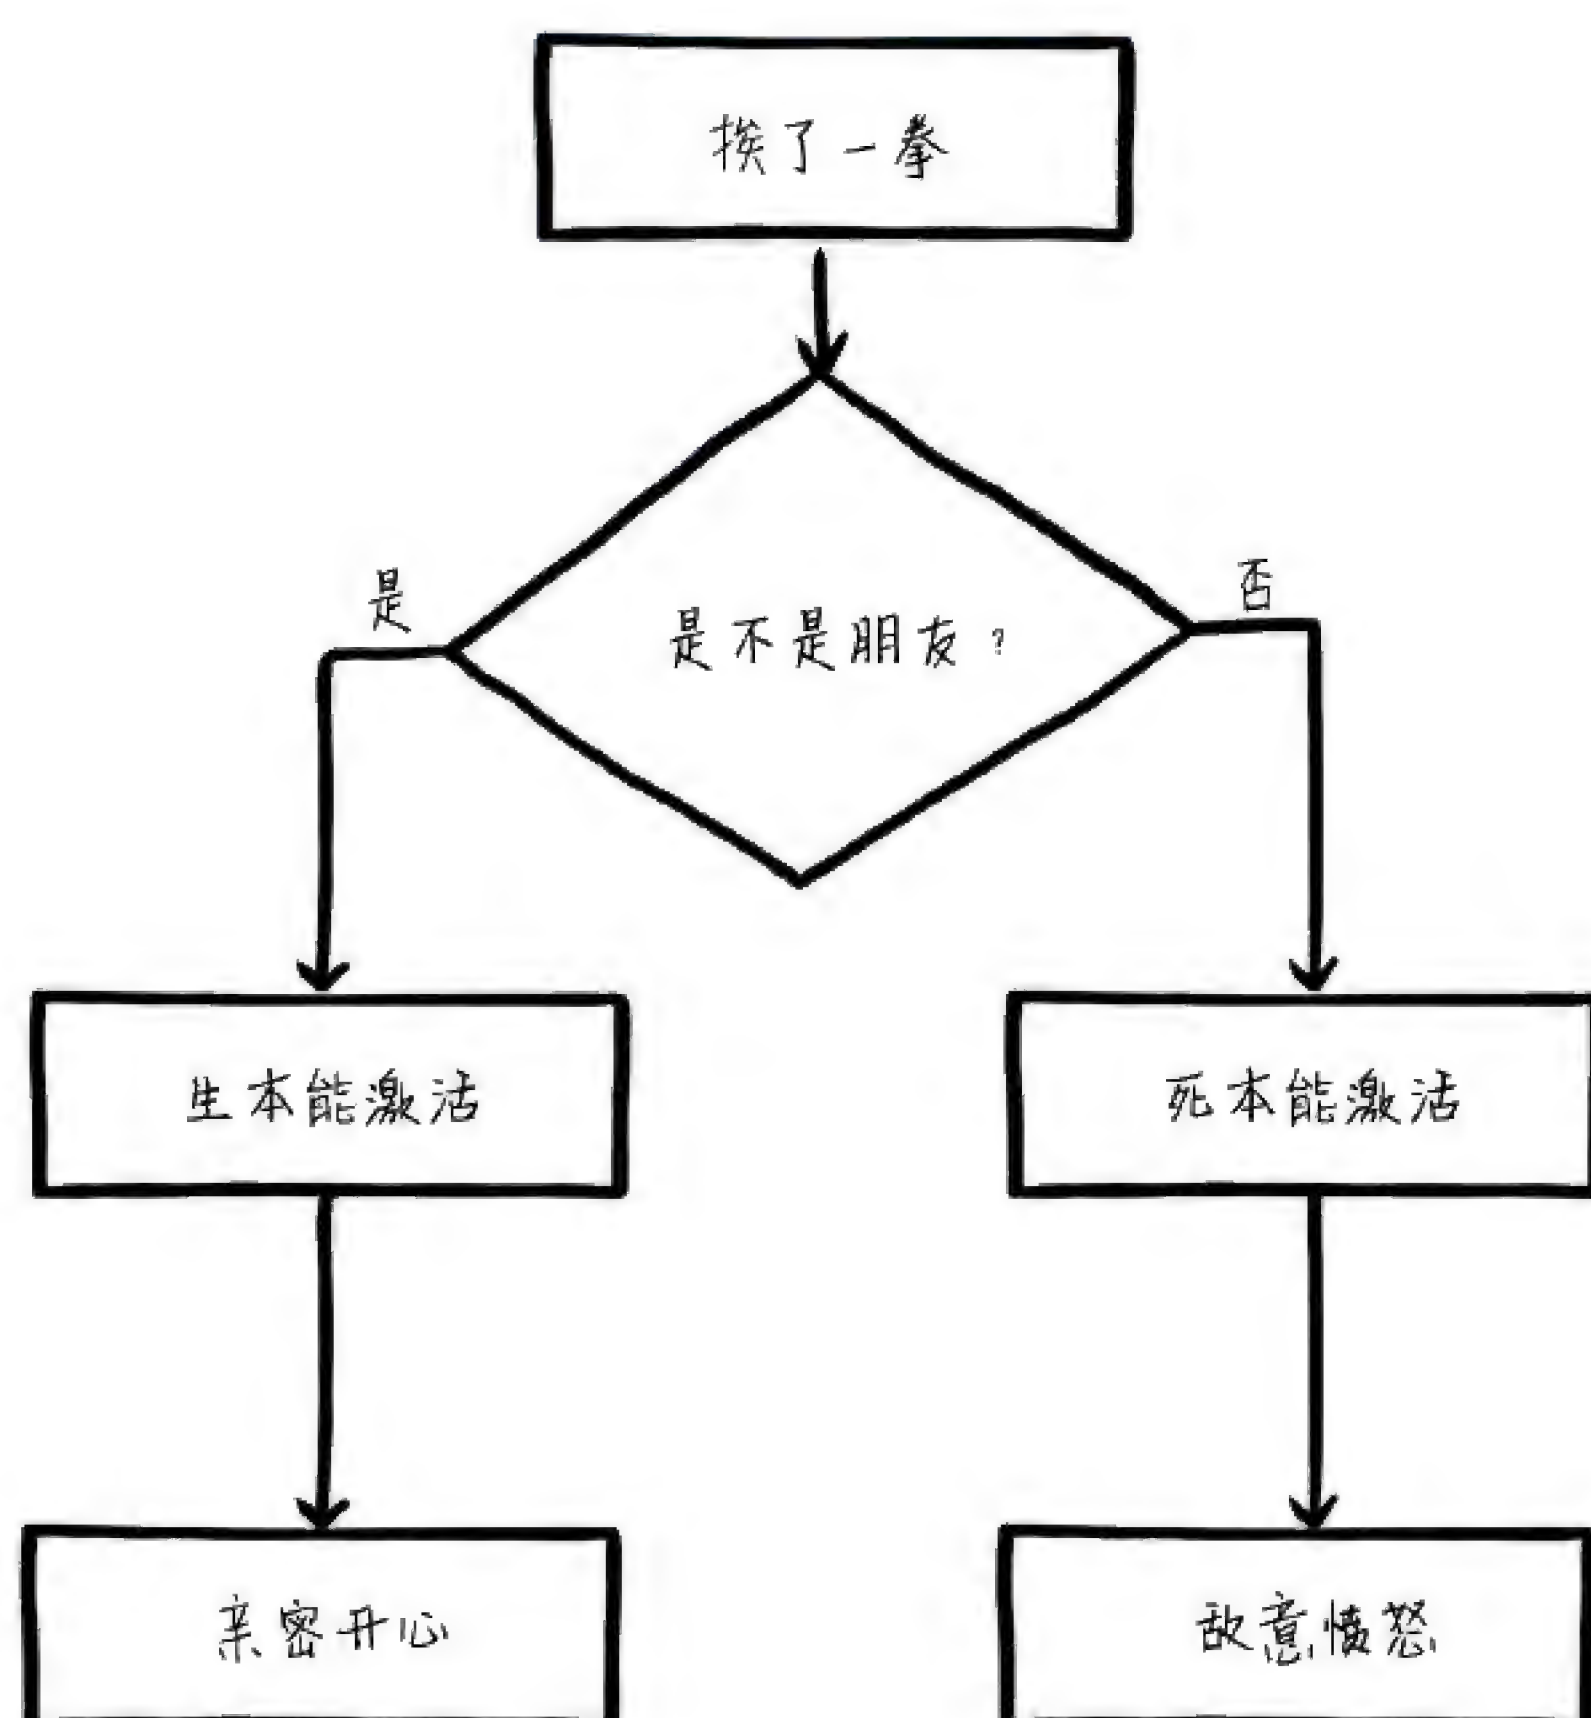 挨了一拳
是
否
是不是朋友?
生本能激活
死本能激活
亲密开心
敌意愤怒